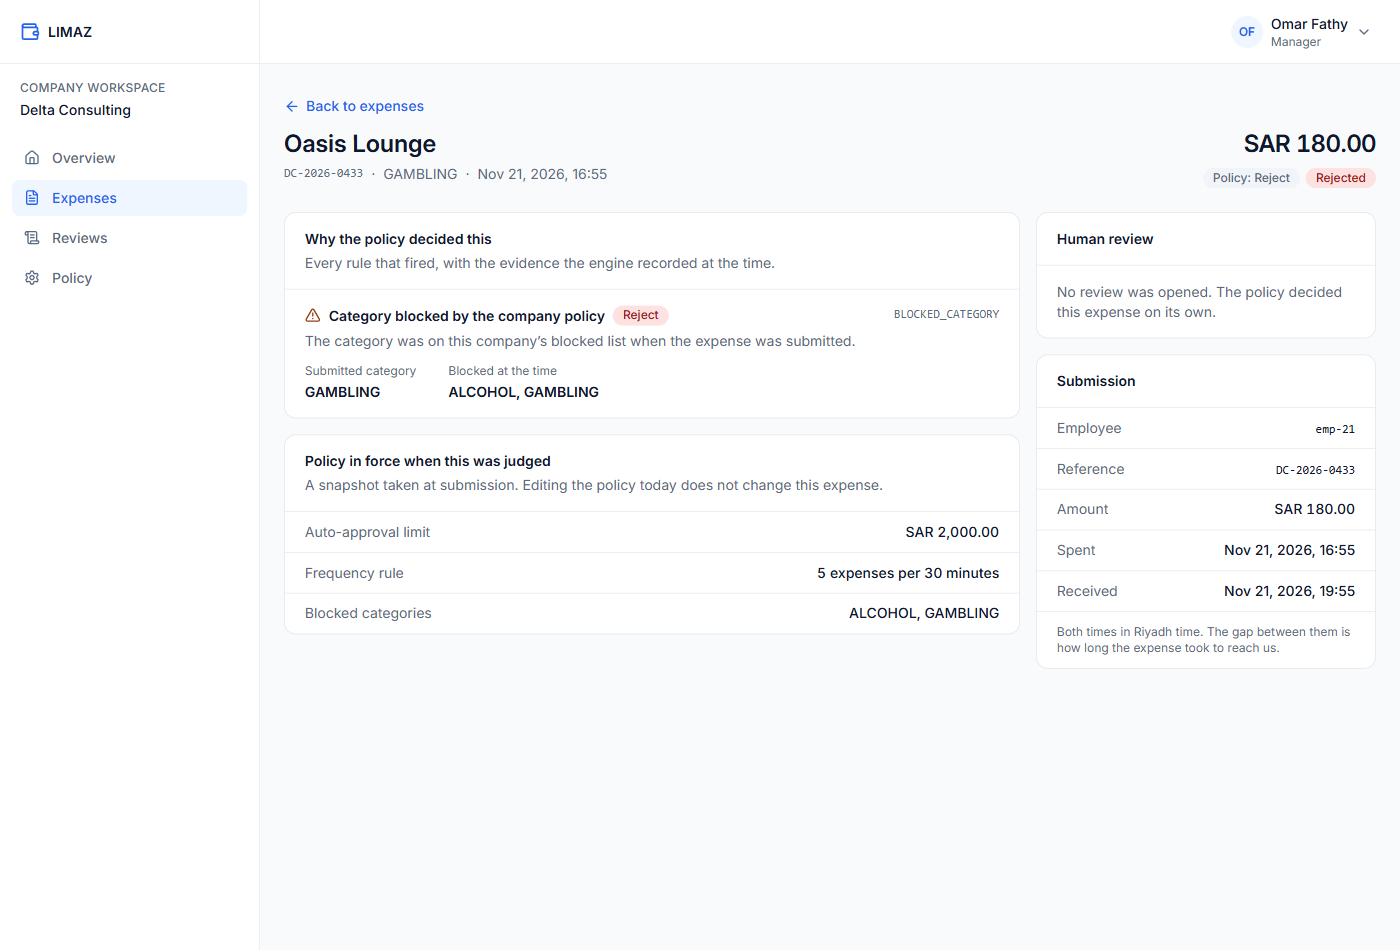 LIMAZ
OF
Omar Fathy
Manager
COMPANY WORKSPACE
Delta Consulting
Overview
Expenses
Reviews
Policy
Back to expenses
Oasis Lounge
SAR 180.00
DC-2026-0433 · GAMBLING · Nov 21, 2026, 16:55
Policy: Reject
Rejected
Why the policy decided this
Every rule that fired, with the evidence the engine recorded at the time.
Category blocked by the company policy Reject BLOCKED_CATEGORY
The category was on this company’s blocked list when the expense was submitted.
Submitted category Blocked at the time
GAMBLING ALCOHOL, GAMBLING
Policy in force when this was judged
A snapshot taken at submission. Editing the policy today does not change this expense.
Auto-approval limit SAR 2,000.00
Frequency rule 5 expenses per 30 minutes
Blocked categories ALCOHOL, GAMBLING
Human review
No review was opened. The policy decided
this expense on its own.
Submission
Employee emp-21
Reference DC-2026-0433
Amount SAR 180.00
Spent Nov 21, 2026, 16:55
Received Nov 21, 2026, 19:55
Both times in Riyadh time. The gap between them is
how long the expense took to reach us.